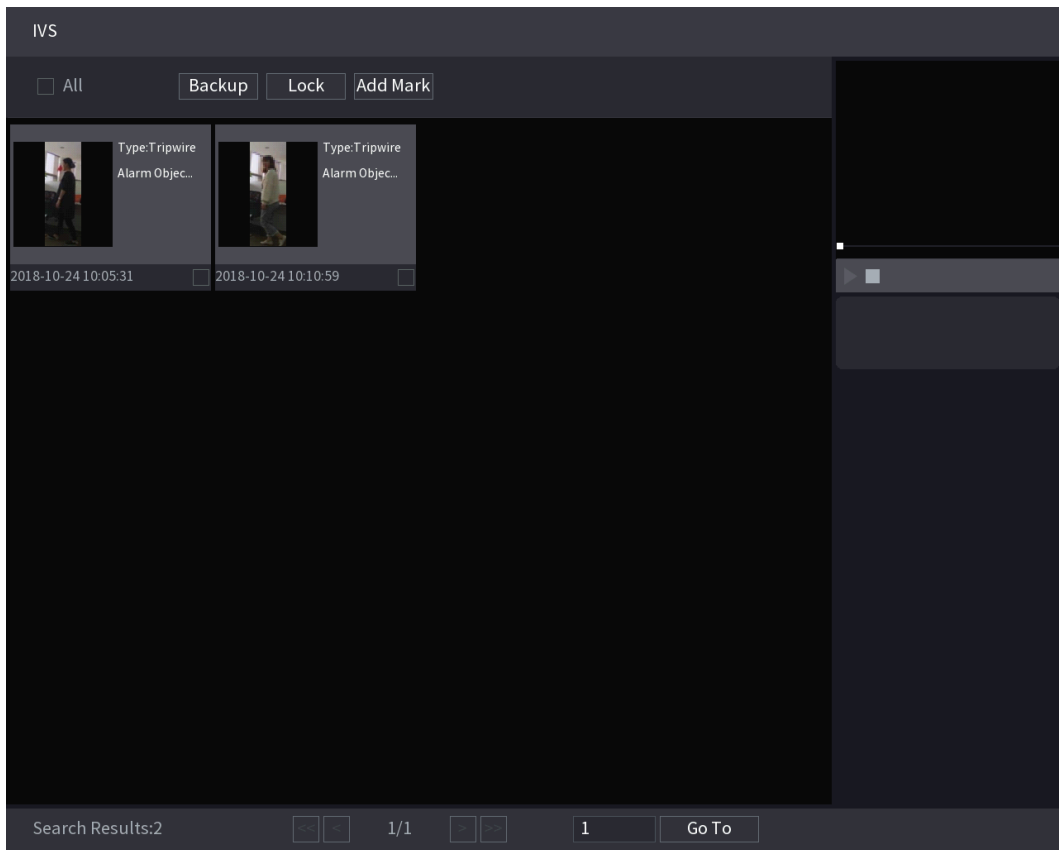 IVS
All
Backup
Lock
Add Mark
Type:Tripwire
Alarm Objec...
2018-10-24 10:05:31
Type:Tripwire
Alarm Objec...
2018-10-24 10:10:59
Search Results:2
<< < 1/1 > >>
1
Go To